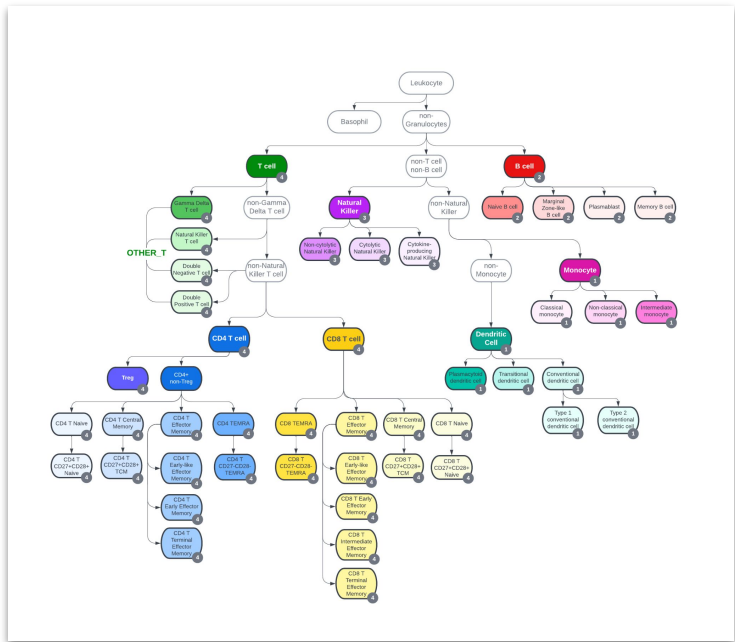 Leukocyte
Basophil
non-
Granulocytes
T cell
4
non-T cell
non-B cell
B cell
2
Gamma Delta
T cell
4
non-Gamma
Delta T cell
Natural
Killer
3
non-Natural
Killer
Naive B cell
2
Marginal
Zone-like
B cell
2
Plasmablast
2
Memory B cell
2
Natural Killer
T cell
4
OTHER_T
Non-cytolytic
Natural Killer
3
Cytolytic
Natural Killer
3
Cytokine-
producing
Natural Killer
3
Double
Negative T cell
4
non-Natural
Killer T cell
non-
Monocyte
Monocyte
1
Double
Positive T cell
4
Classical
monocyte
1
Non-classical
monocyte
1
Intermediate
monocyte
1
CD4 T cell
4
CD8 T cell
4
Dendritic
Cell
1
Treg
4
CD4+
non-Treg
4
Plasmacytoid
dendritic cell
1
Transitional
dendritic cell
1
Conventional
dendritic cell
1
CD4 T Naive
4
CD4 T Central
Memory
4
CD4 T
Effector
Memory
4
CD4 TEMRA
4
CD8 TEMRA
4
CD8 T
Effector
Memory
4
CD8 T Central
Memory
4
CD8 T Naive
4
Type 1
conventional
dendritic cell
1
Type 2
conventional
dendritic cell
1
CD4 T
CD27+CD28+
Naive
4
CD4 T
CD27+CD28+
TCM
4
CD4 T
Early-like
Effector
Memory
4
CD4 T
CD27-CD28-
TEMRA
4
CD8 T
CD27-CD28-
TEMRA
4
CD8 T
Early-like
Effector
Memory
4
CD8 T
CD27+CD28+
TCM
4
CD8 T
CD27+CD28+
Naive
4
CD4 T
Early Effector
Memory
4
CD8 T Early
Effector
Memory
4
CD4 T
Terminal
Effector
Memory
4
CD8 T
Intermediate
Effector
Memory
4
CD8 T
Terminal
Effector
Memory
4